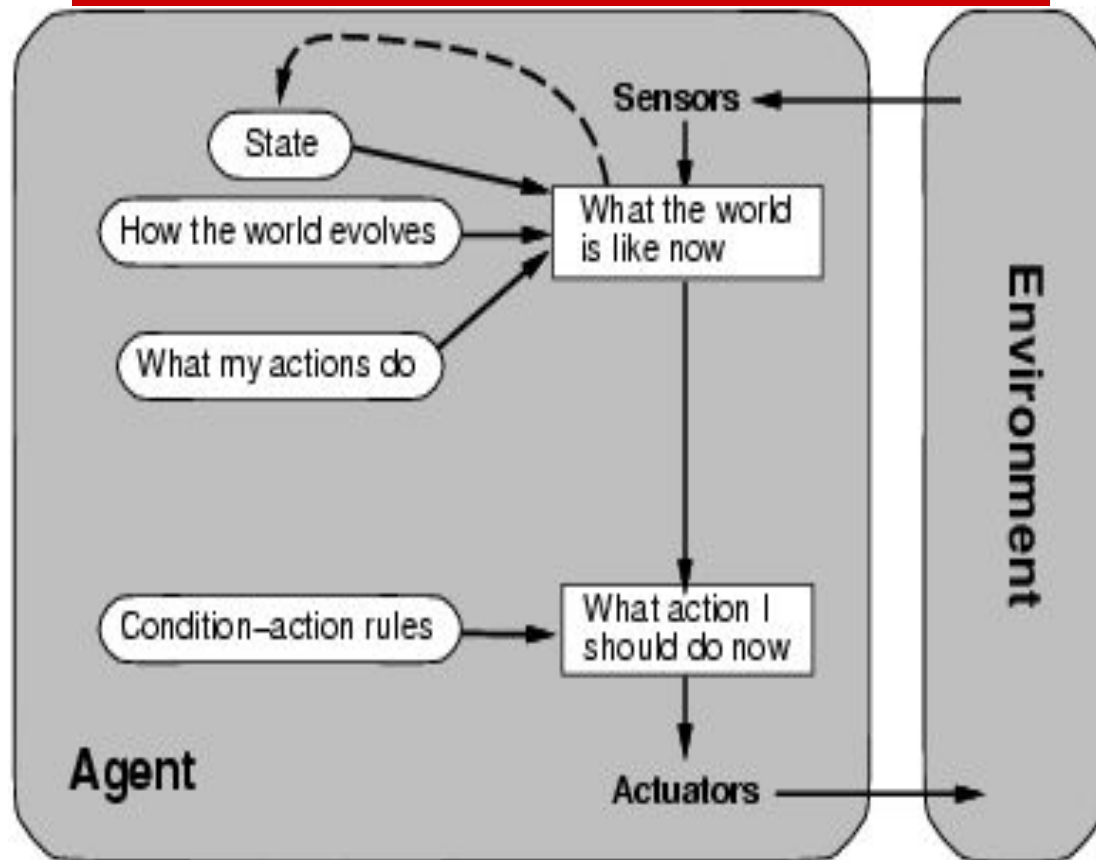 Sensors
State
What the world
is like now
How the world evolves
What my actions do
Environment
Condition–action rules
What action I
should do now
Agent
Actuators